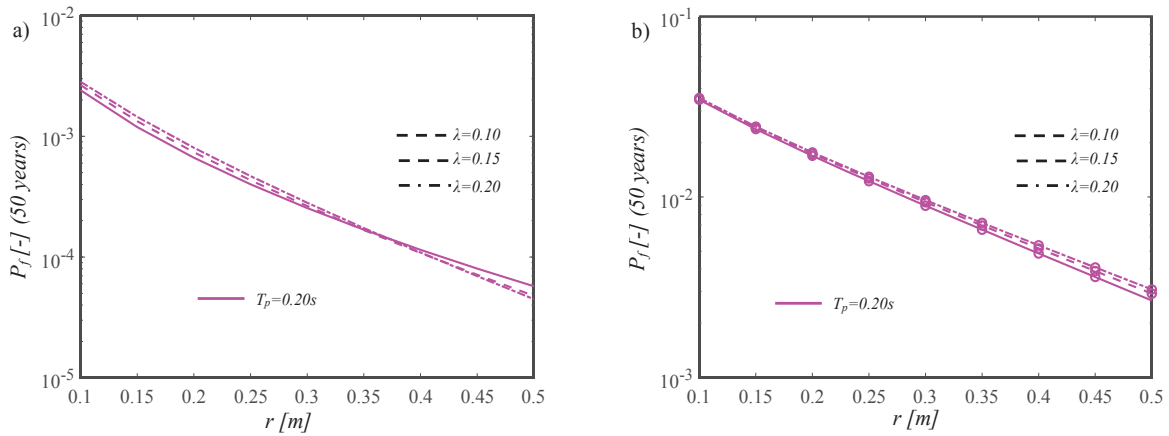 a)
10^-2
10^-3
10^-4
10^-5
P_f [-] (50 years)
λ=0.10
λ=0.15
λ=0.20
T_p=0.20s
0.1 0.15 0.2 0.25 0.3 0.35 0.4 0.45 0.5
r [m]
b)
10^-1
10^-2
10^-3
P_f [-] (50 years)
λ=0.10
λ=0.15
λ=0.20
T_p=0.20s
0.1 0.15 0.2 0.25 0.3 0.35 0.4 0.45 0.5
r [m]